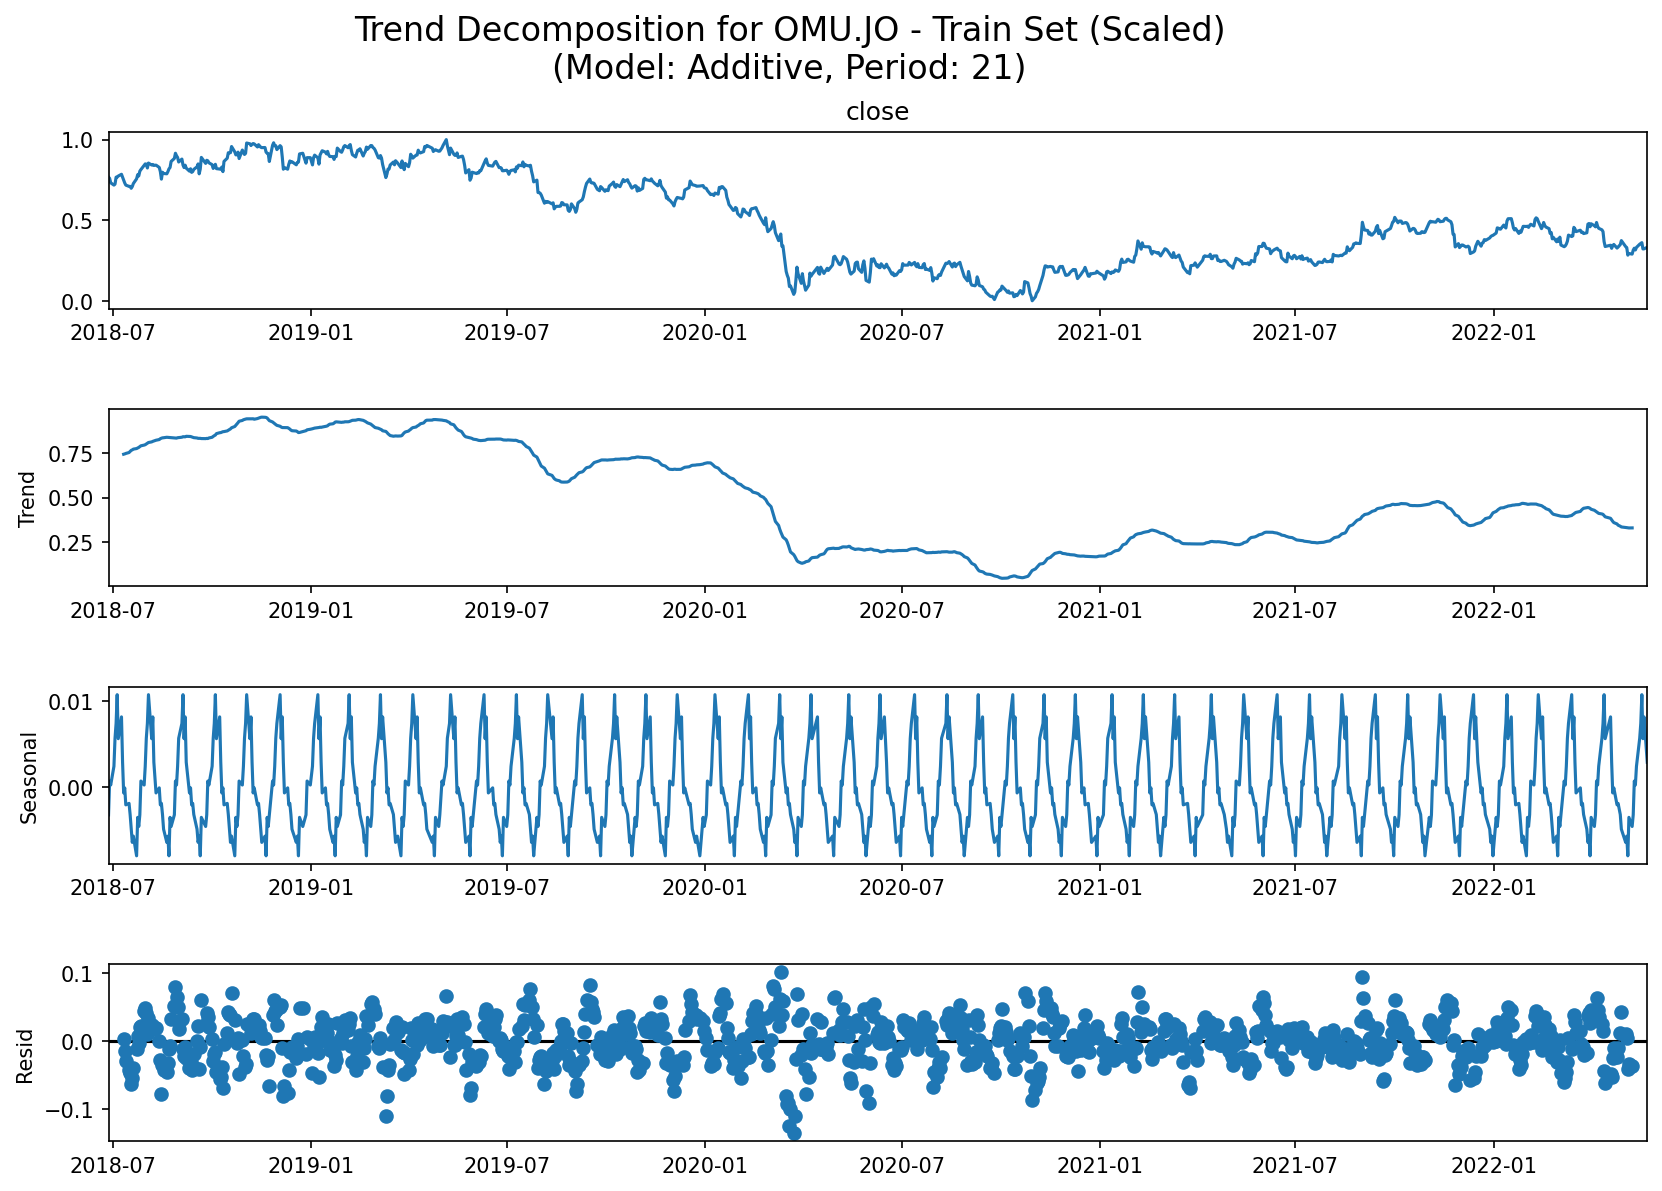 Trend Decomposition for OMU.JO - Train Set (Scaled)
(Model: Additive, Period: 21)
close
1.0
0.5
0.0
2018-07 2019-01 2019-07 2020-01 2020-07 2021-01 2021-07 2022-01
Trend
0.75
0.50
0.25
2018-07 2019-01 2019-07 2020-01 2020-07 2021-01 2021-07 2022-01
Seasonal
0.01
0.00
2018-07 2019-01 2019-07 2020-01 2020-07 2021-01 2021-07 2022-01
Resid
0.1
0.0
−0.1
2018-07 2019-01 2019-07 2020-01 2020-07 2021-01 2021-07 2022-01